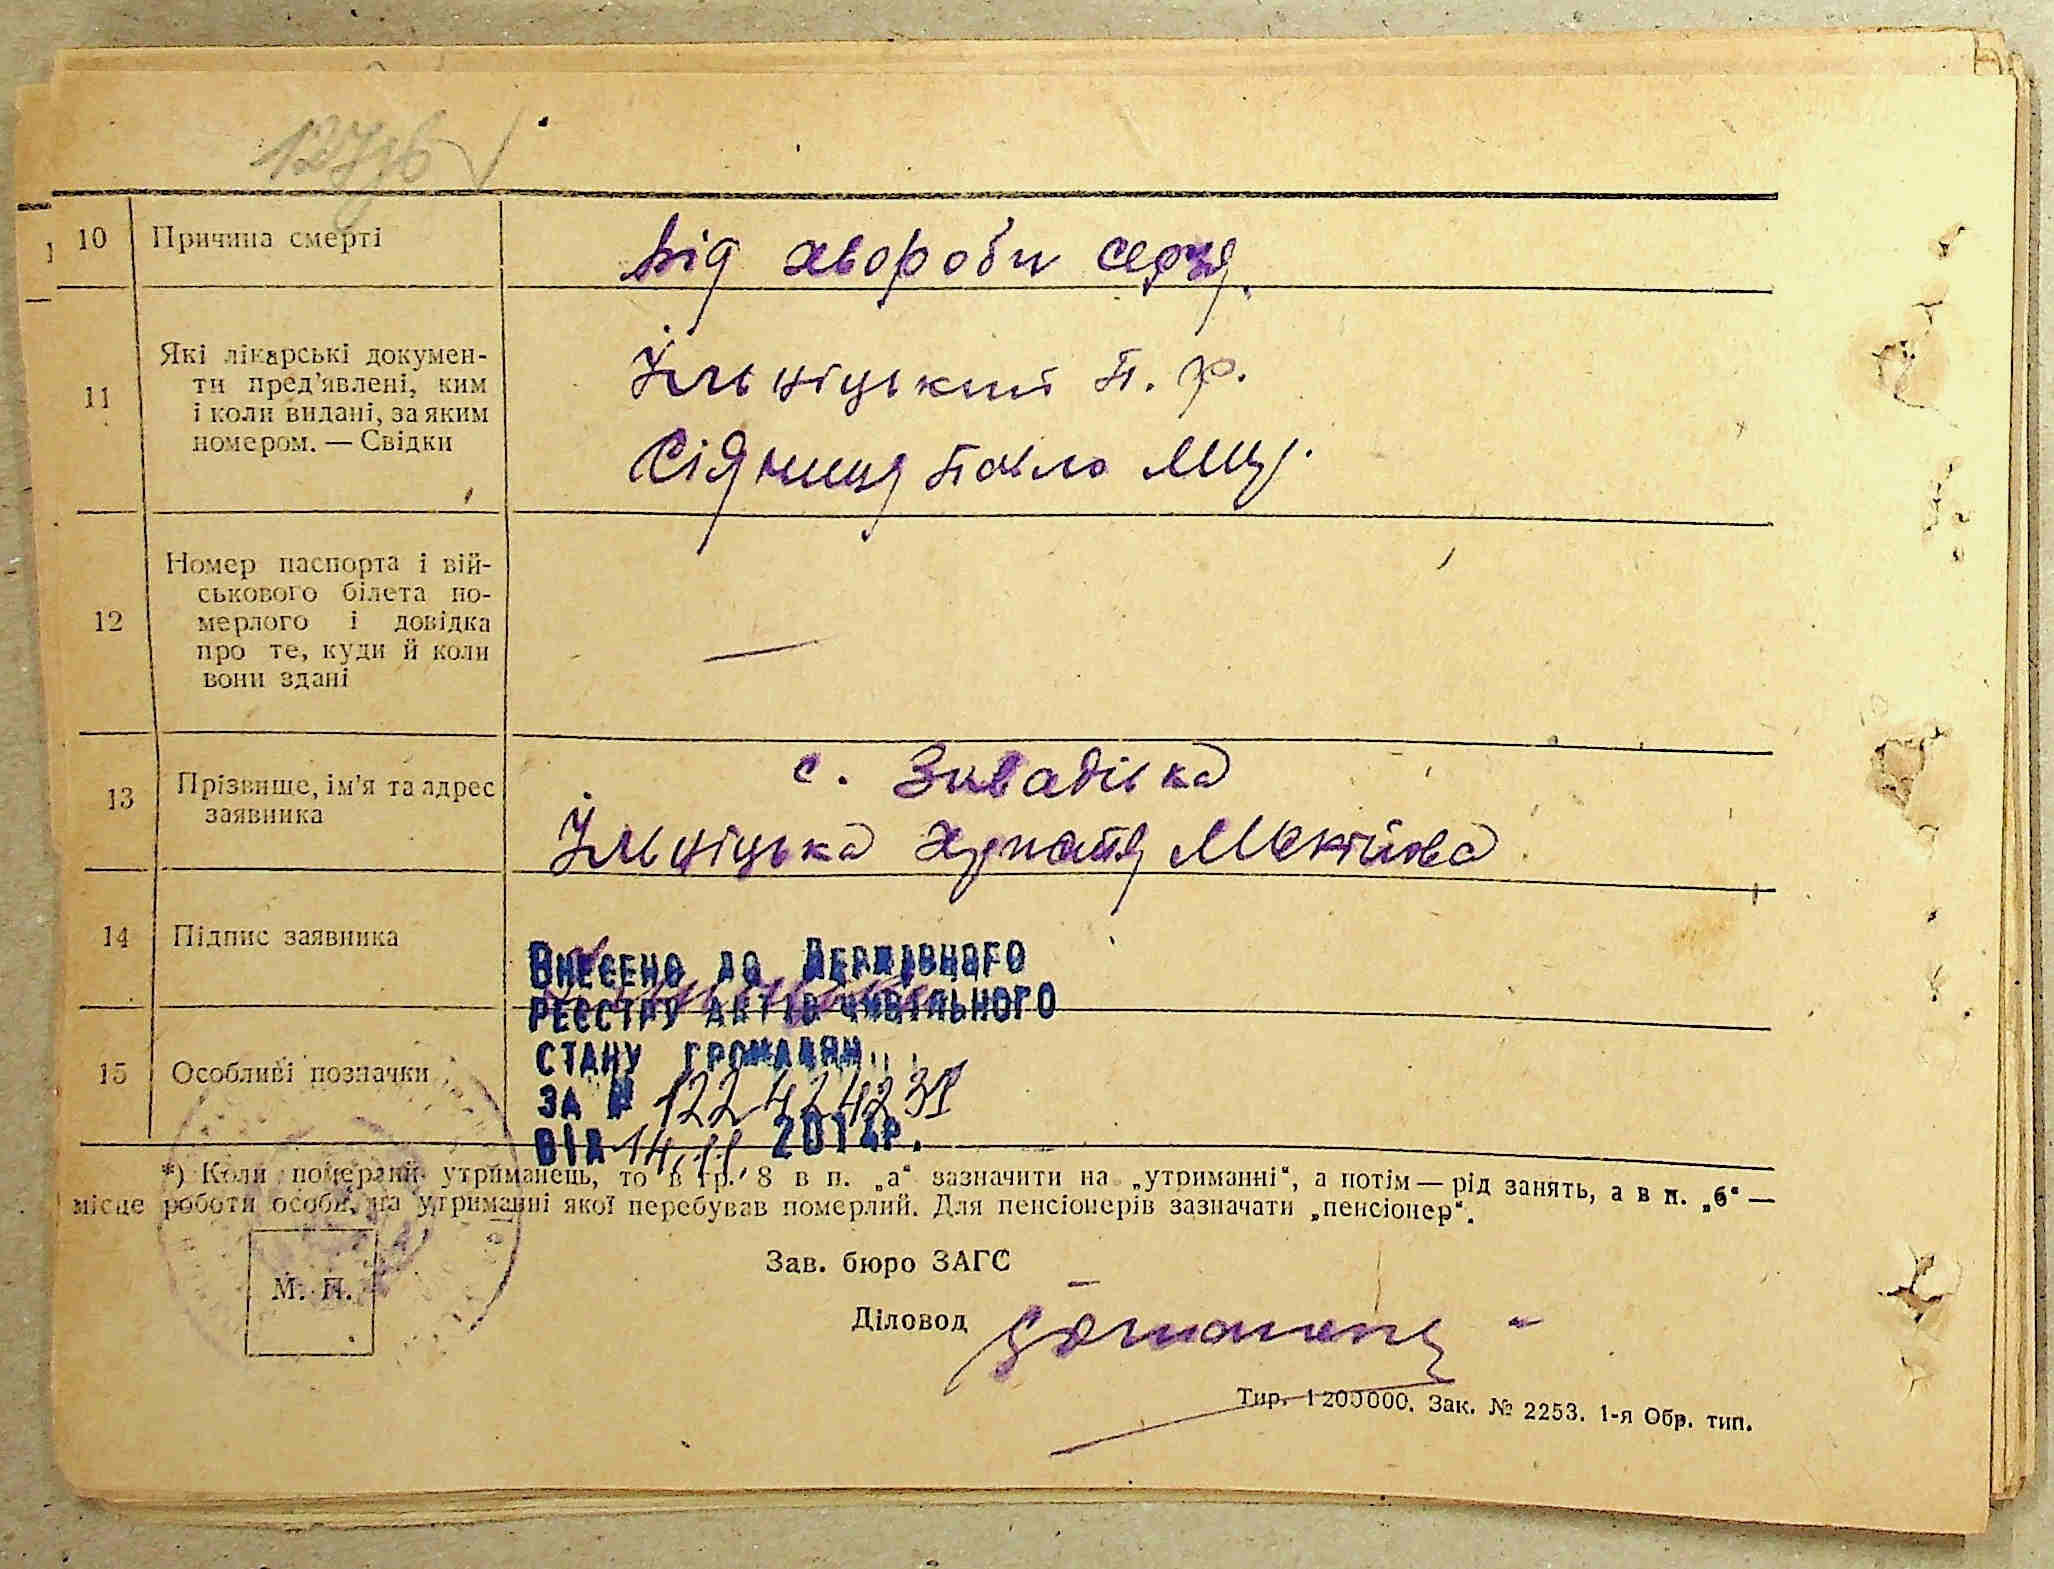 10 Причина смерті від хвороби серця.
11 Які лікарські докумен-
ти пред'явлені, ким
і коли видані, за яким
номером. — Свідки
Ільніцький П. Р.
Павло
12 Номер паспорта і вій-
ськового білета по-
мерлого і довідка
про те, куди й коли
вони здані
—
13 Прізвище, ім'я та адрес
заявника
с. Завадівка
Ільніцька
14 Підпис заявника
15 Особливі позначки
Внесено до Державного
реєстру актів цивільного
стану громадян
за № 122424231
від 14.11 2014р.
*) Коли померлий утриманець, то в гр. 8 в п. „а“ зазначити на „утриманні“, а потім — рід занять, а в п. „б“ —
місце роботи особи, на утриманні якої перебував померлий. Для пенсіонерів зазначати „пенсіонер“.
М. П.
Зав. бюро ЗАГС
Діловод
Тир. 1200000. Зак. № 2253. 1-я Обр. тип.